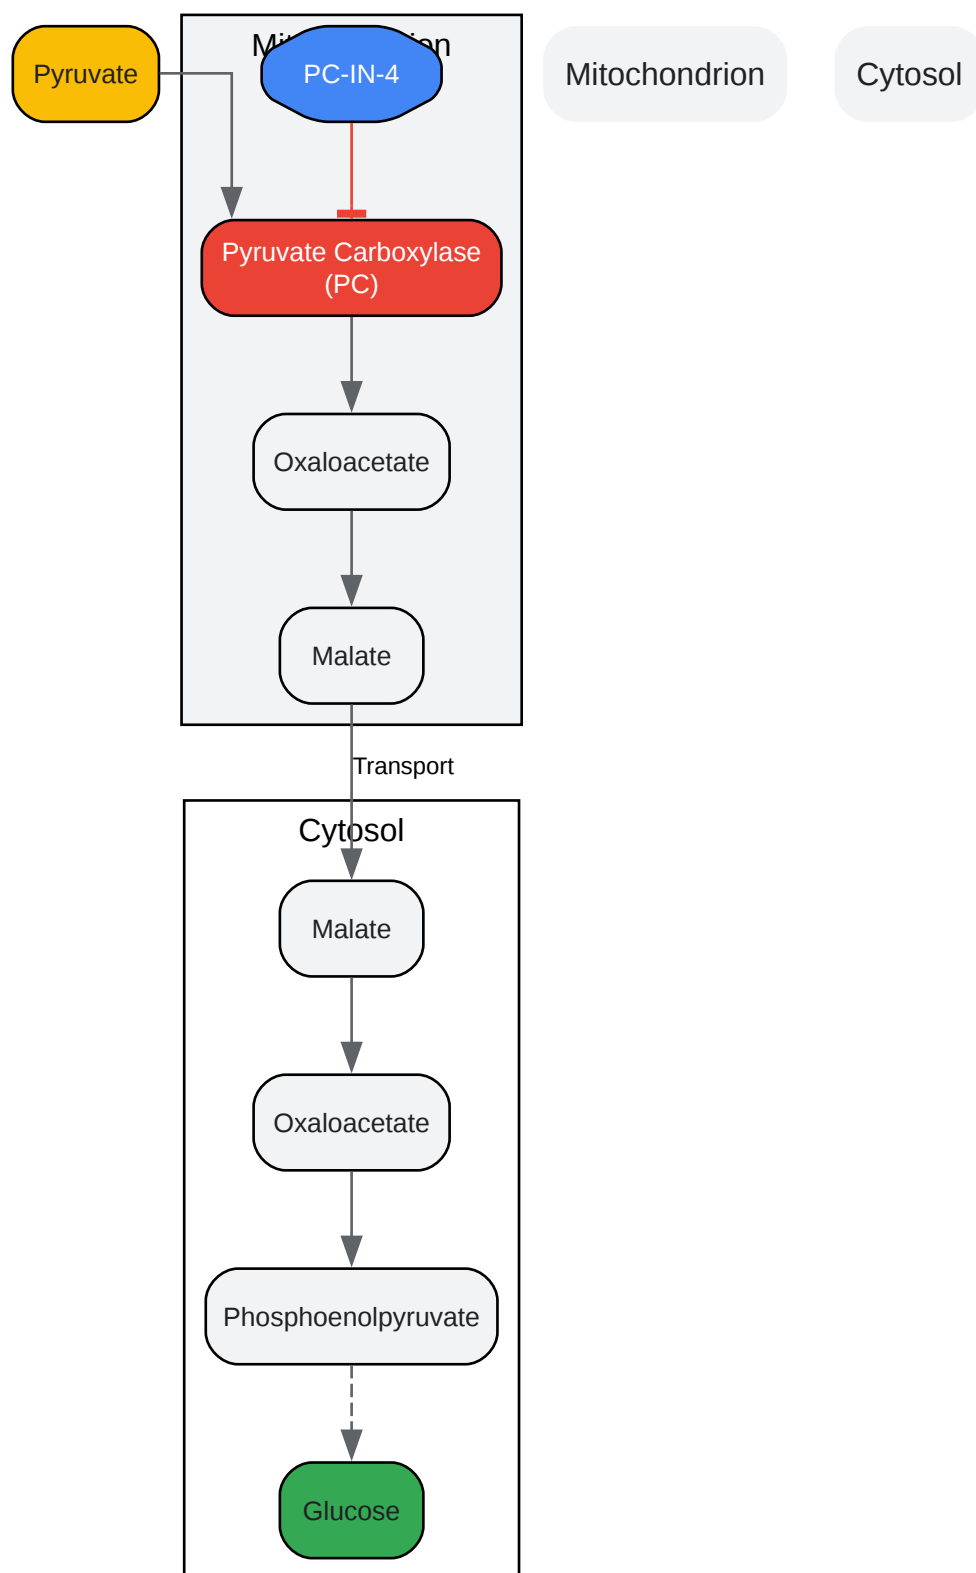 Pyruvate
PC-IN-4
Mitochondrion
Cytosol
Pyruvate Carboxylase
(PC)
Oxaloacetate
Malate
Transport
Cytosol
Malate
Oxaloacetate
Phosphoenolpyruvate
Glucose